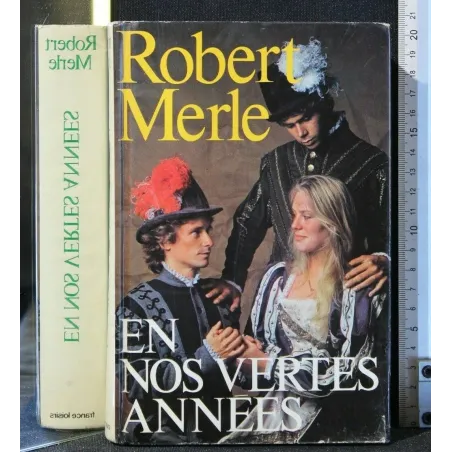 Robert
Merle
EN
NOS VERTES
ANNÉES
Robert
Merle
EN NOS VERTES ANNÉES
france loisirs